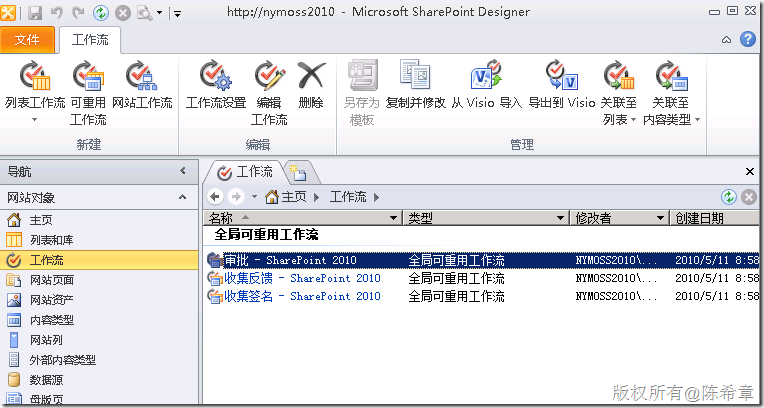 http://nymoss2010 - Microsoft SharePoint Designer
文件 工作流
列表工作流 可重用工作流 网站工作流 工作流设置 编辑工作流 删除 另存为模板 复制并修改 从 Visio 导入 导出到 Visio 关联至列表 关联至内容类型
新建 编辑 管理
导航 工作流
网站对象 主页 工作流
名称 类型 修改者 创建日期
主页 全局可重用工作流
列表和库
工作流 审批 - SharePoint 2010 全局可重用工作流 NYMOSS2010\... 2010/5/11 8:58
网站页面 收集反馈 - SharePoint 2010 全局可重用工作流 NYMOSS2010\... 2010/5/11 8:58
网站资产 收集签名 - SharePoint 2010 全局可重用工作流 NYMOSS2010\... 2010/5/11 8:58
内容类型
网站列
外部内容类型
数据源
母版页
版权所有@陈希章